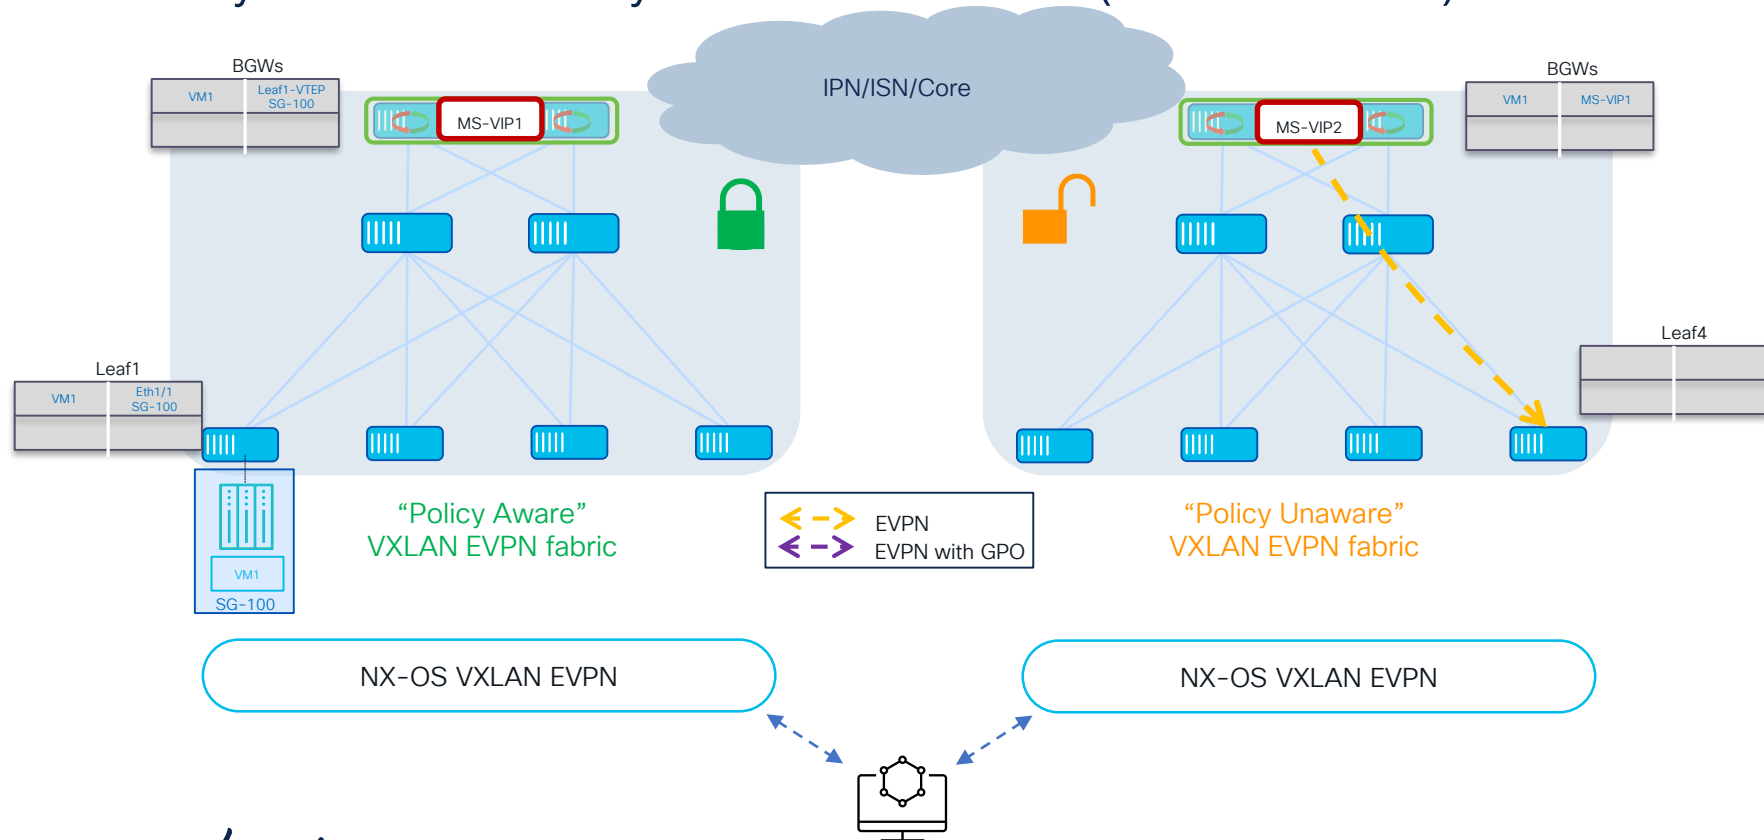 BGWs
VM1
Leaf1-VTEP
SG-100
MS-VIP1
IPN/ISN/Core
MS-VIP2
BGWs
VM1
MS-VIP1
Leaf1
VM1
Eth1/1
SG-100
Leaf4
VM1
SG-100
“Policy Aware”
VXLAN EVPN fabric
EVPN
EVPN with GPO
“Policy Unaware”
VXLAN EVPN fabric
NX-OS VXLAN EVPN
NX-OS VXLAN EVPN